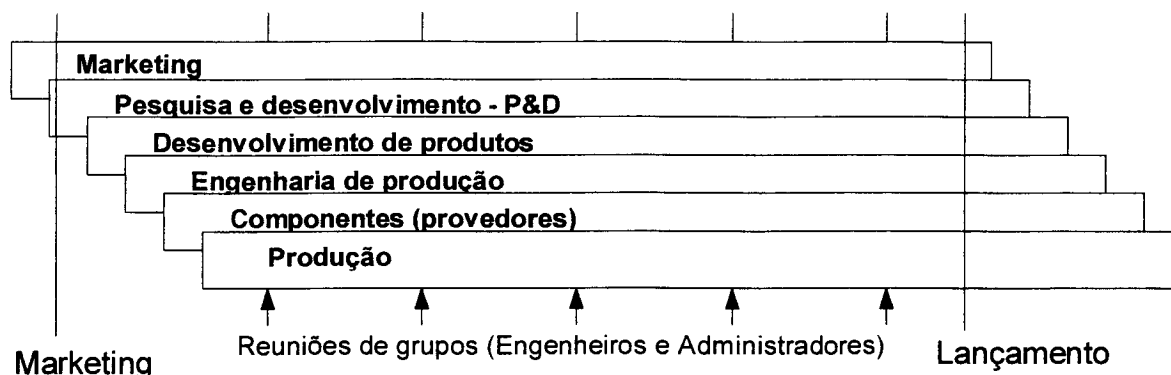 Marketing
Pesquisa e desenvolvimento - P&D
Desenvolvimento de produtos
Engenharia de produção
Componentes (provedores)
Produção
Reuniões de grupos (Engenheiros e Administradores)
Marketing
Lançamento